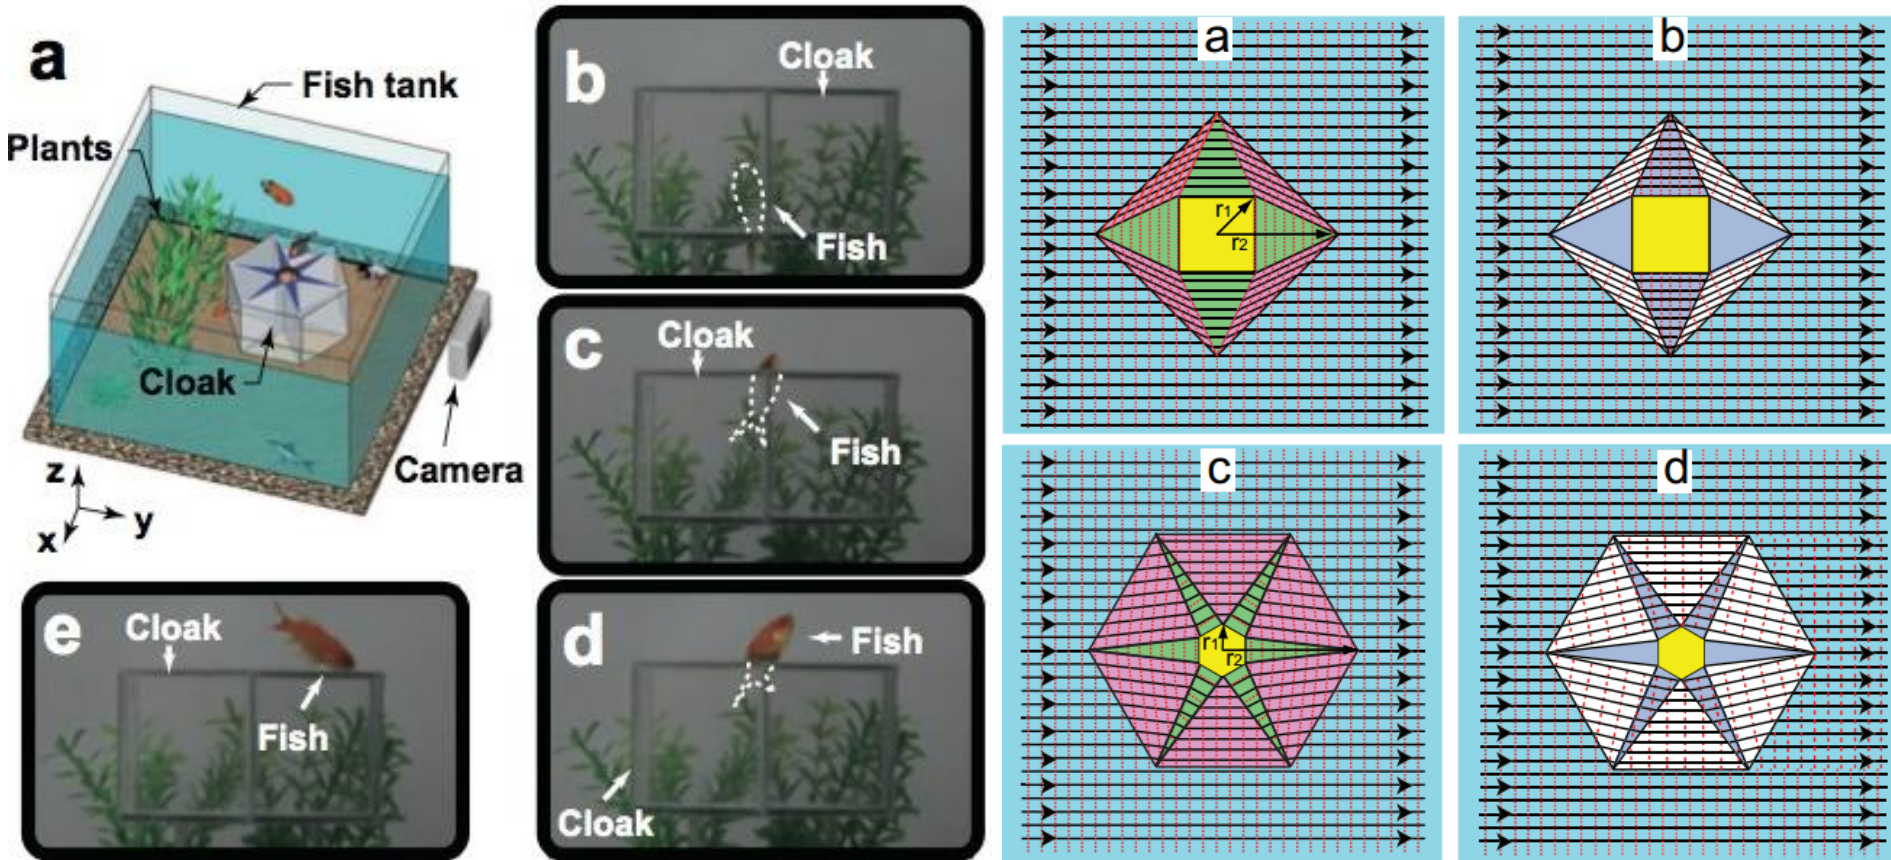 a
Fish tank
Plants
Cloak
Camera
z
x
y
b
Cloak
Fish
c
Cloak
Fish
d
Fish
Cloak
e
Cloak
Fish
a
r1
r2
b
c
r1
r2
d